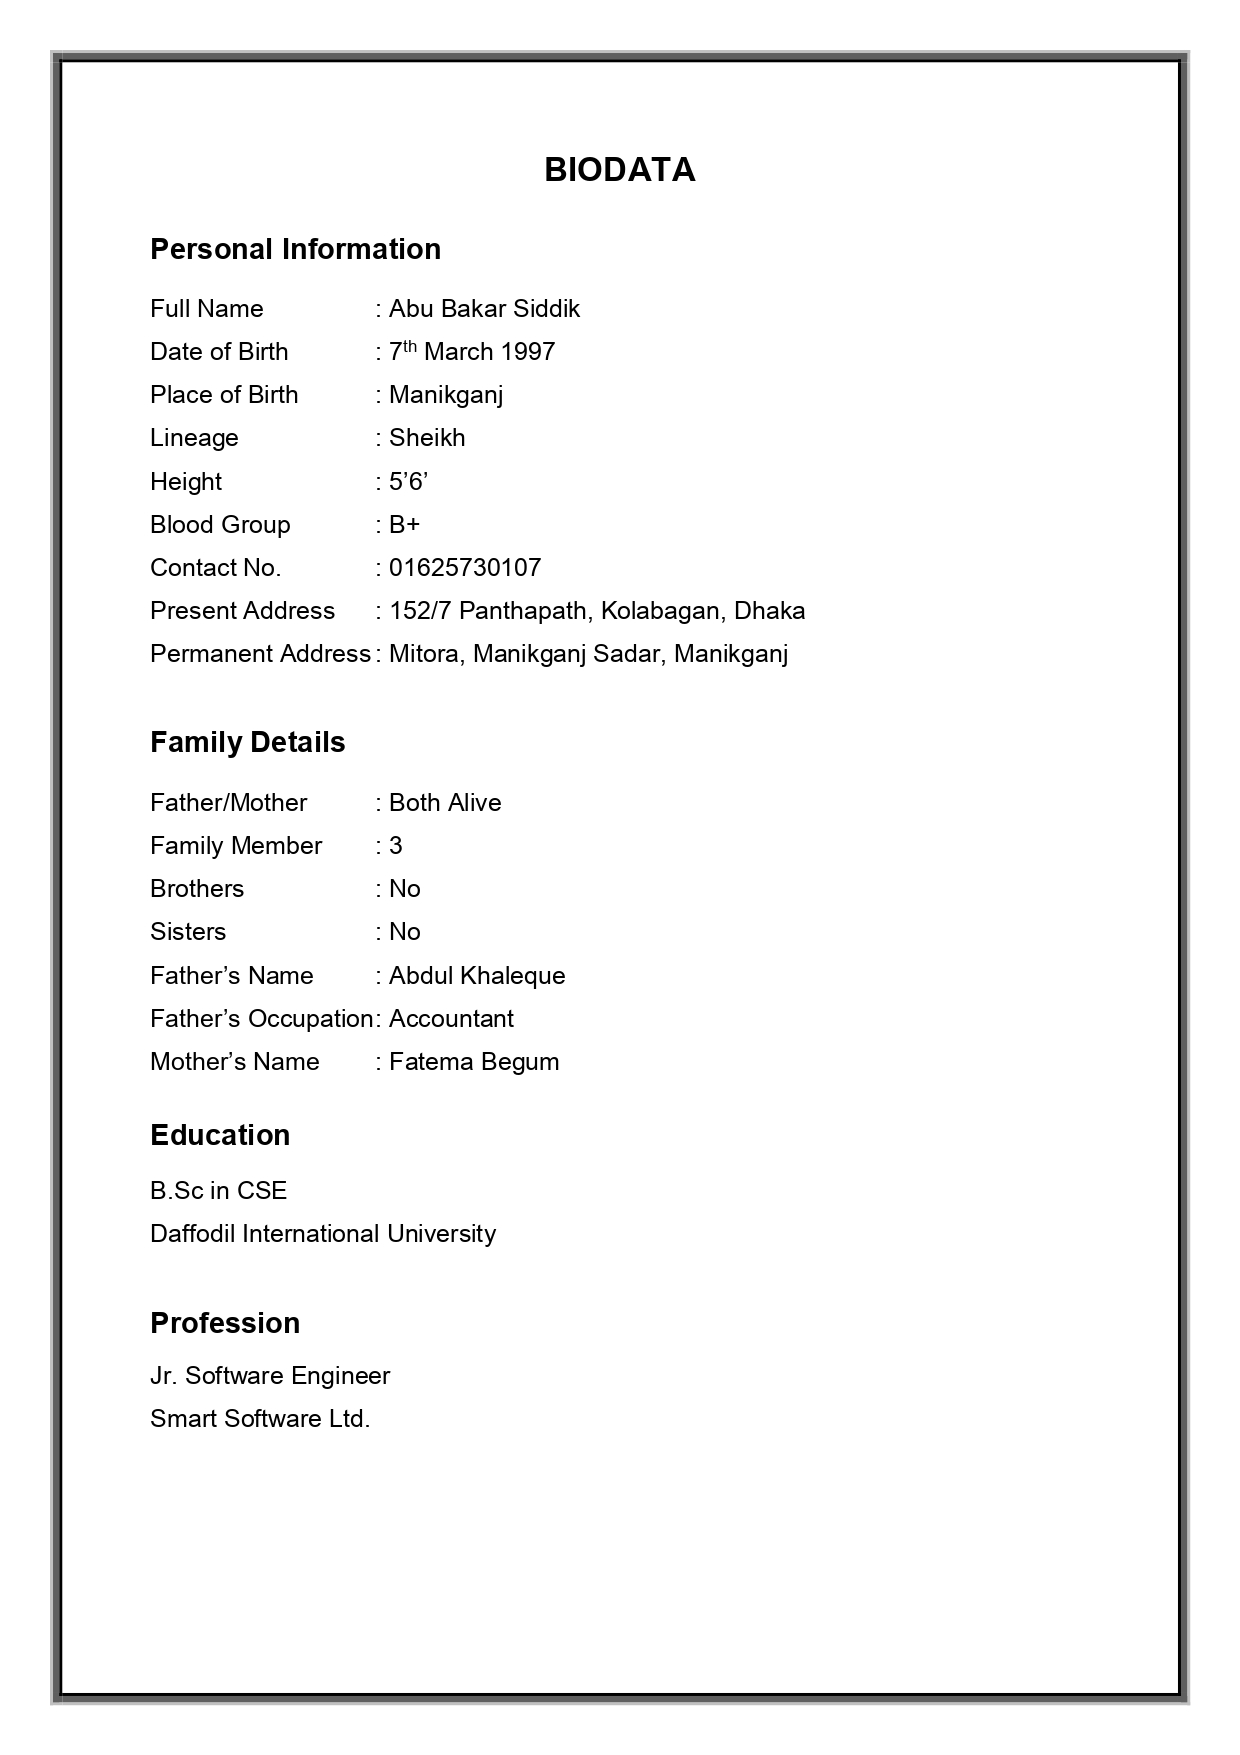 BIODATA
Personal Information
Full Name : Abu Bakar Siddik
Date of Birth : 7th March 1997
Place of Birth : Manikganj
Lineage : Sheikh
Height : 5’6’
Blood Group : B+
Contact No. : 01625730107
Present Address : 152/7 Panthapath, Kolabagan, Dhaka
Permanent Address : Mitora, Manikganj Sadar, Manikganj
Family Details
Father/Mother : Both Alive
Family Member : 3
Brothers : No
Sisters : No
Father’s Name : Abdul Khaleque
Father’s Occupation : Accountant
Mother’s Name : Fatema Begum
Education
B.Sc in CSE
Daffodil International University
Profession
Jr. Software Engineer
Smart Software Ltd.